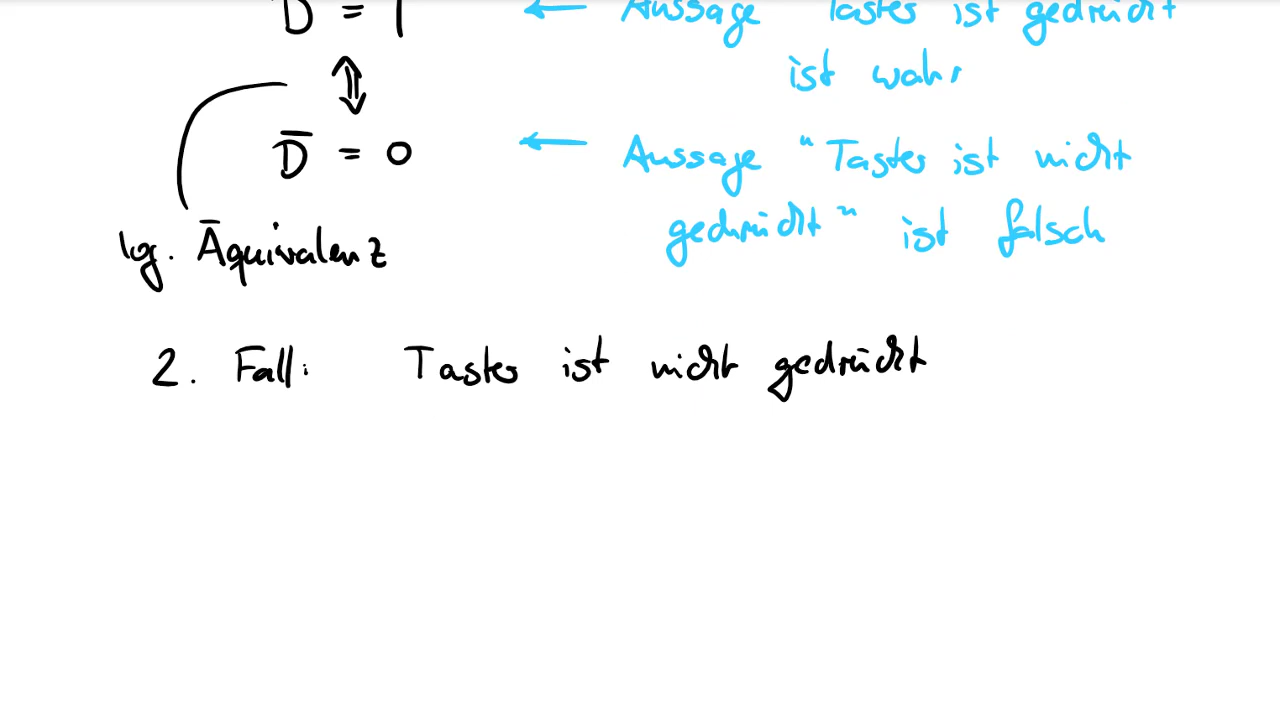 D = 1 ← Aussage Taster ist gedrückt
ist wahr
⇕
D̅ = 0 ← Aussage "Taster ist nicht
gedrückt" ist falsch
log. Äquivalenz
2. Fall: Taster ist nicht gedrückt